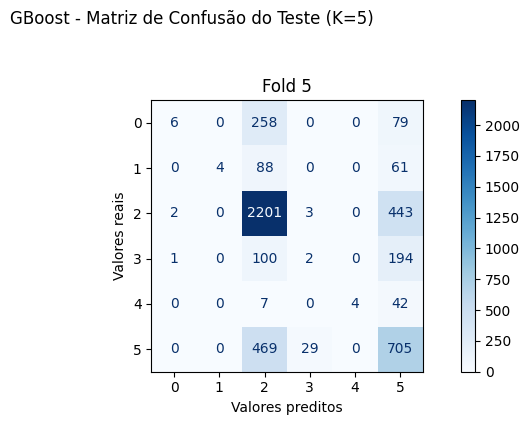 GBoost - Matriz de Confusão do Teste (K=5)
Fold 5
Valores reais
0 6 0 258 0 0 79
1 0 4 88 0 0 61
2 2 0 2201 3 0 443
3 1 0 100 2 0 194
4 0 0 7 0 4 42
5 0 0 469 29 0 705
0 1 2 3 4 5
Valores preditos
2000
1750
1500
1250
1000
750
500
250
0